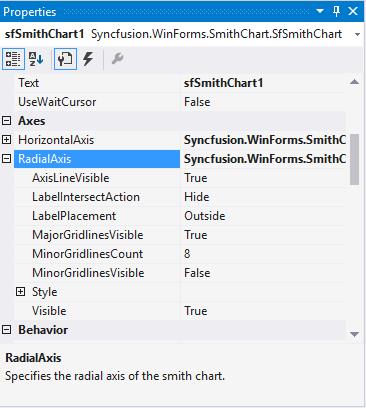 Properties
sfSmithChart1 Syncfusion.WinForms.SmithChart.SfSmithChart
Text sfSmithChart1
UseWaitCursor False
Axes
HorizontalAxis Syncfusion.WinForms.SmithC
RadialAxis Syncfusion.WinForms.SmithC
AxisLineVisible True
LabelIntersectAction Hide
LabelPlacement Outside
MajorGridlinesVisible True
MinorGridlinesCount 8
MinorGridlinesVisible False
Style
Visible True
Behavior
RadialAxis
Specifies the radial axis of the smith chart.